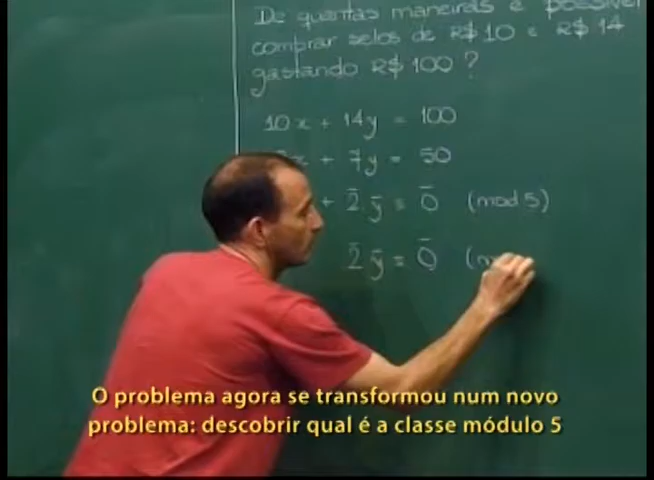 De quantas maneiras é possível
comprar selos de R$10 e R$14
gastando R$100?
10x + 14y = 100
x + 7y = 50
+ 2̄ȳ = 0̄ (mod 5)
2̄ȳ = 0̄ (m
O problema agora se transformou num novo
problema: descobrir qual é a classe módulo 5